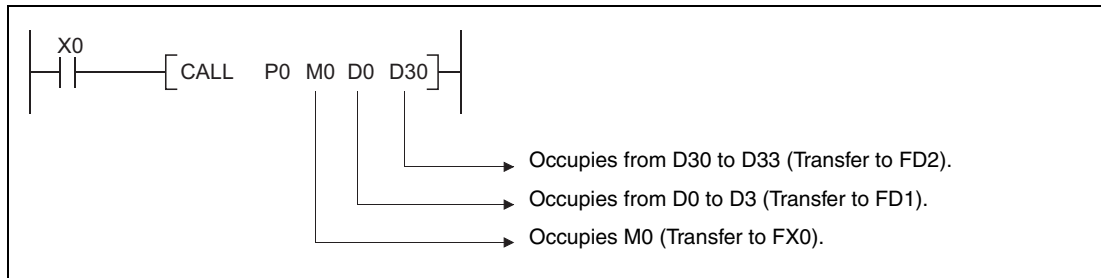 X0
CALL P0 M0 D0 D30
Occupies from D30 to D33 (Transfer to FD2).
Occupies from D0 to D3 (Transfer to FD1).
Occupies M0 (Transfer to FX0).